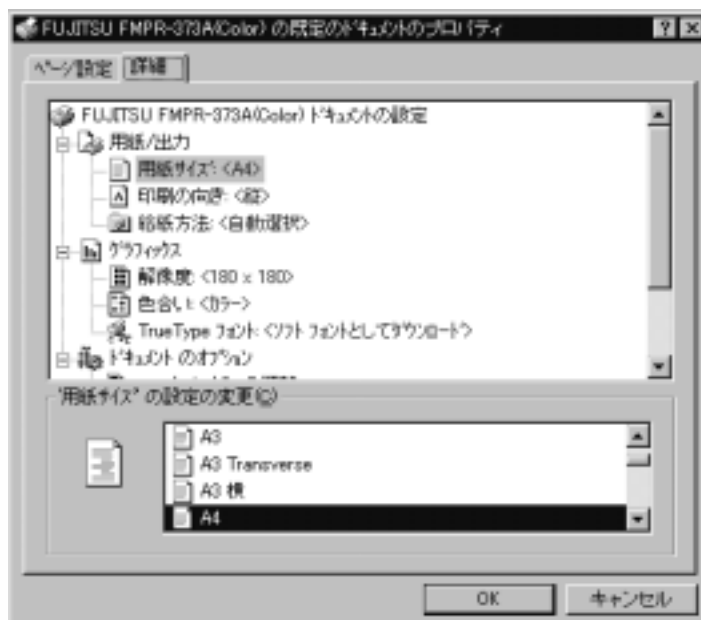 FUJITSU FMPR-373A(Color) の既定のﾄﾞｷｭﾒﾝﾄのﾌﾟﾛﾊﾟﾃｨ
ﾍﾟｰｼﾞ設定 詳細
FUJITSU FMPR-373A(Color) ﾄﾞｷｭﾒﾝﾄの設定
用紙/出力
用紙ｻｲｽﾞ: <A4>
印刷の向き: <縦>
給紙方法: <自動選択>
ｸﾞﾗﾌｨｯｸｽ
解像度: <180 x 180>
色合い: <ｶﾗｰ>
TrueType ﾌｫﾝﾄ: <ｿﾌﾄ ﾌｫﾝﾄとしてﾀﾞｳﾝﾛｰﾄﾞ>
ﾄﾞｷｭﾒﾝﾄ のｵﾌﾟｼｮﾝ
'用紙ｻｲｽﾞ' の設定の変更(C)
A3
A3 Transverse
A3 横
A4
OK キャンセル